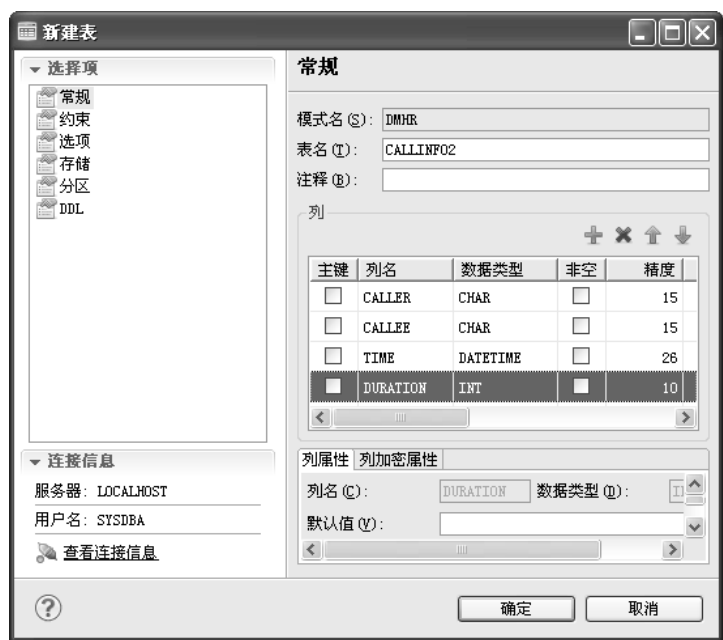 新建表
选择项
常规
约束
选项
存储
分区
DDL
连接信息
服务器: LOCALHOST
用户名: SYSDBA
查看连接信息
常规
模式名(S): DMHR
表名(T): CALLINFO2
注释(B):
列
主键 列名 数据类型 非空 精度
CALLER CHAR 15
CALLEE CHAR 15
TIME DATETIME 26
DURATION INT 10
列属性 列加密属性
列名(C): DURATION 数据类型(D):
默认值(V):
确定 取消